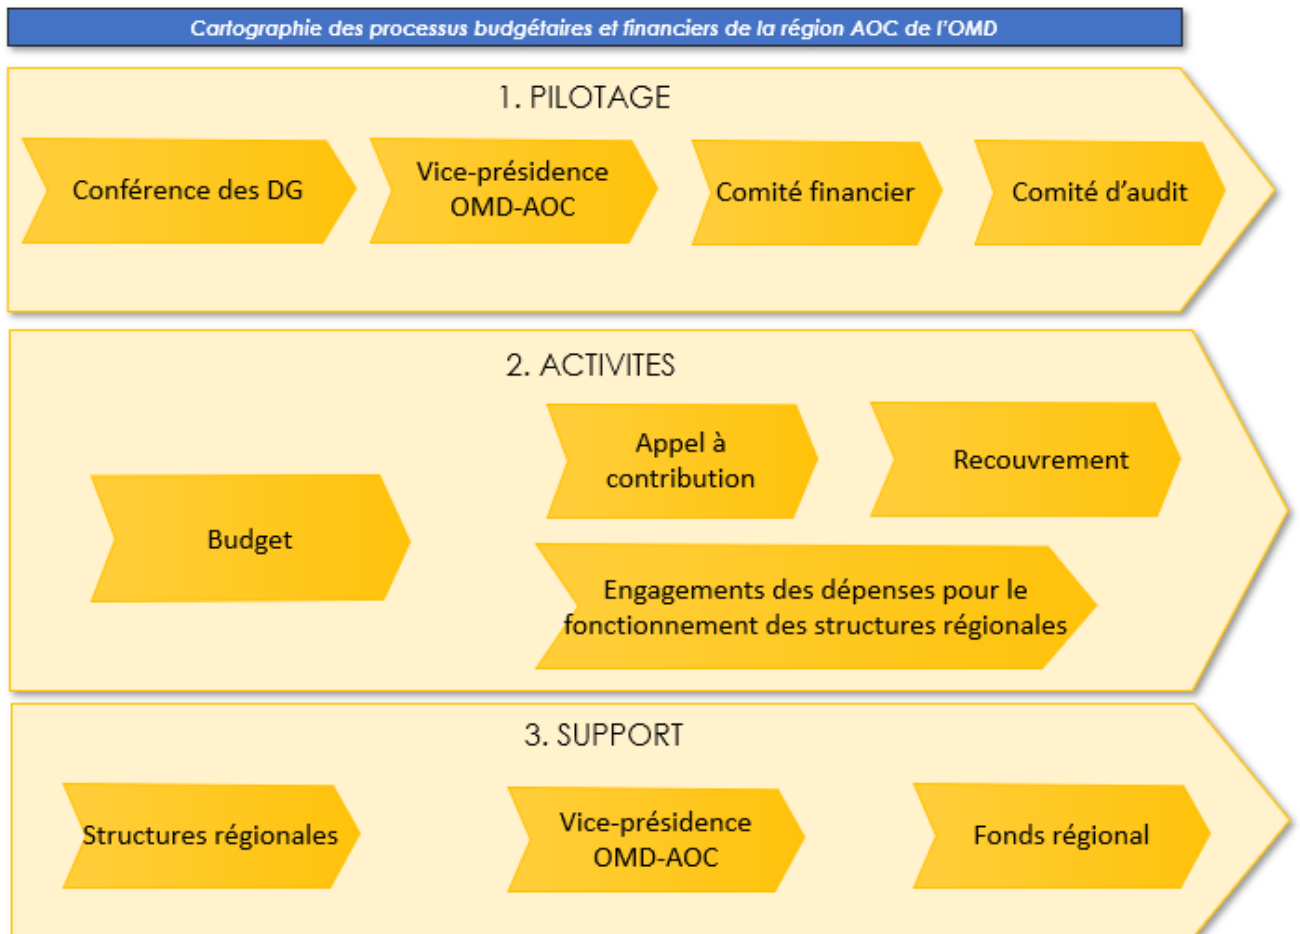 Cartographie des processus budgétaires et financiers de la région AOC de l'OMD
1. PILOTAGE
Conférence des DG
Vice-présidence
OMD-AOC
Comité financier
Comité d'audit
2. ACTIVITES
Appel à
contribution
Recouvrement
Budget
Engagements des dépenses pour le
fonctionnement des structures régionales
3. SUPPORT
Structures régionales
Vice-présidence
OMD-AOC
Fonds régional